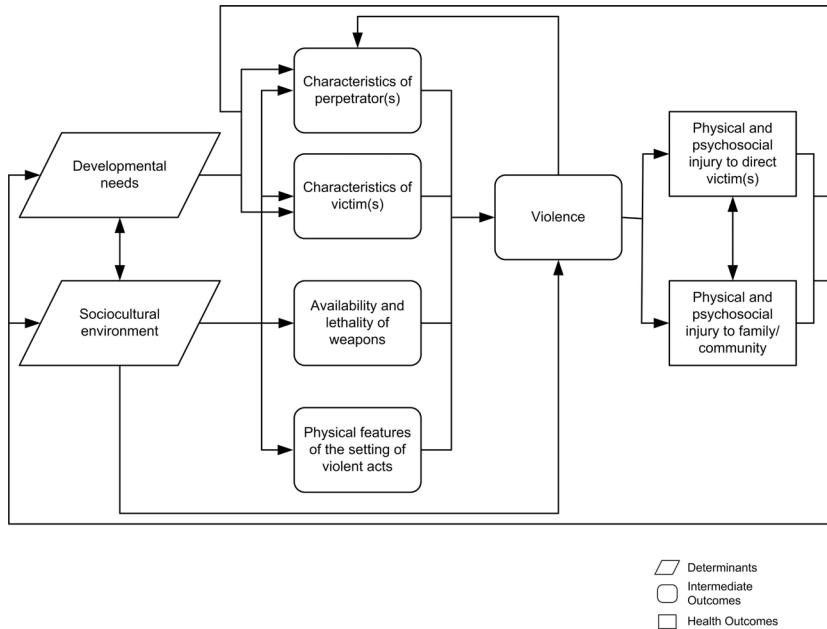 Characteristics of
perpetrator(s)
Developmental
needs
Characteristics of
victim(s)
Violence
Physical and
psychosocial
injury to direct
victim(s)
Sociocultural
environment
Availability and
lethality of
weapons
Physical and
psychosocial
injury to family/
community
Physical features
of the setting of
violent acts
Determinants
Intermediate
Outcomes
Health Outcomes